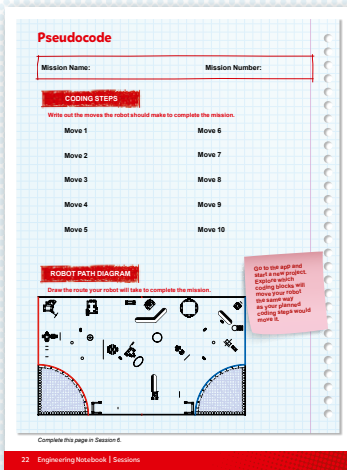 Pseudocode
Mission Name: Mission Number:
CODING STEPS
Write out the moves the robot should make to complete the mission.
Move 1
Move 2
Move 3
Move 4
Move 5
Move 6
Move 7
Move 8
Move 9
Move 10
ROBOT PATH DIAGRAM
Draw the route your robot will take to complete the mission.
Go to the app and
start a new project.
Explore which
coding blocks will
move your robot
the same way
as your planned
coding steps would
move it.
Complete this page in Session 6.
22 Engineering Notebook | Sessions